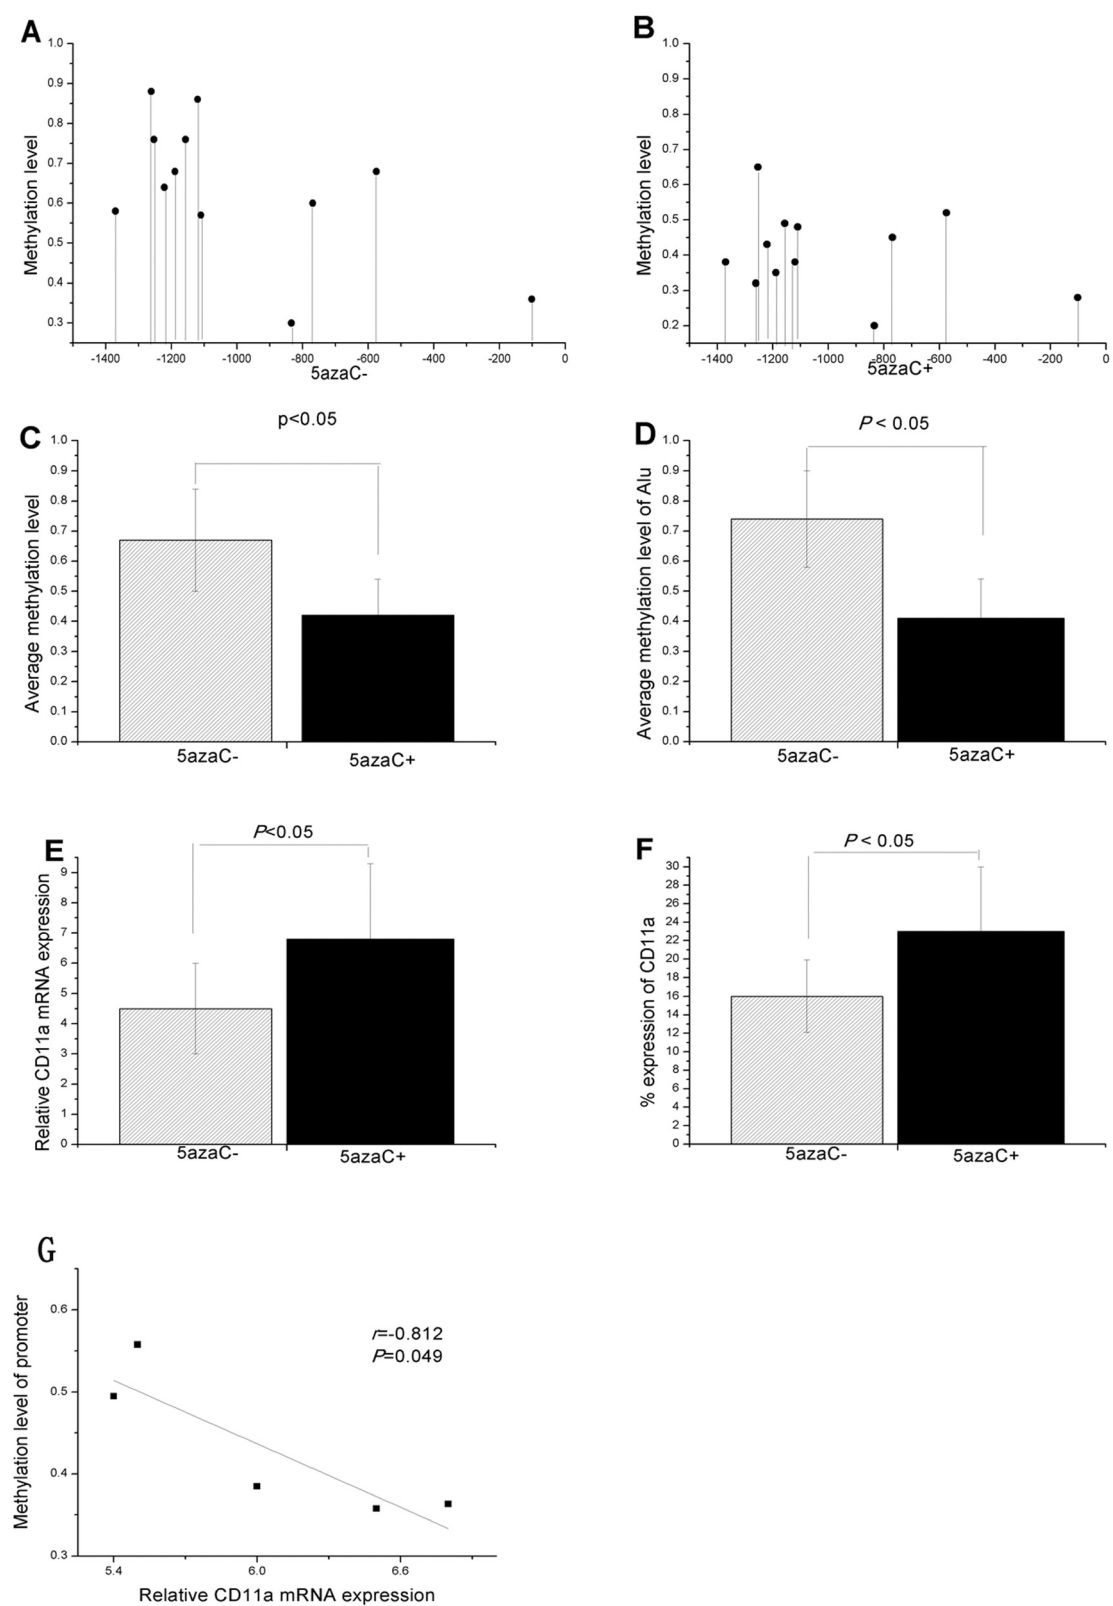 A
Methylation level
1.0
0.9
0.8
0.7
0.6
0.5
0.4
0.3
-1400 -1200 -1000 -800 -600 -400 -200 0
5azaC-
B
Methylation level
1.0
0.9
0.8
0.7
0.6
0.5
0.4
0.3
0.2
-1400 -1200 -1000 -800 -600 -400 -200 0
5azaC+
C
p<0.05
Average methylation level
1.0
0.9
0.8
0.7
0.6
0.5
0.4
0.3
0.2
0.1
0.0
5azaC- 5azaC+
D
P < 0.05
Average methylation level of Alu
1.0
0.9
0.8
0.7
0.6
0.5
0.4
0.3
0.2
0.1
0.0
5azaC- 5azaC+
E
P<0.05
Relative CD11a mRNA expression
9
8
7
6
5
4
3
2
1
0
5azaC- 5azaC+
F
P < 0.05
% expression of CD11a
30
28
26
24
22
20
18
16
14
12
10
8
6
4
2
0
5azaC- 5azaC+
G
Methylation level of promoter
0.6
0.5
0.4
0.3
r=-0.812
P=0.049
5.4 6.0 6.6
Relative CD11a mRNA expression